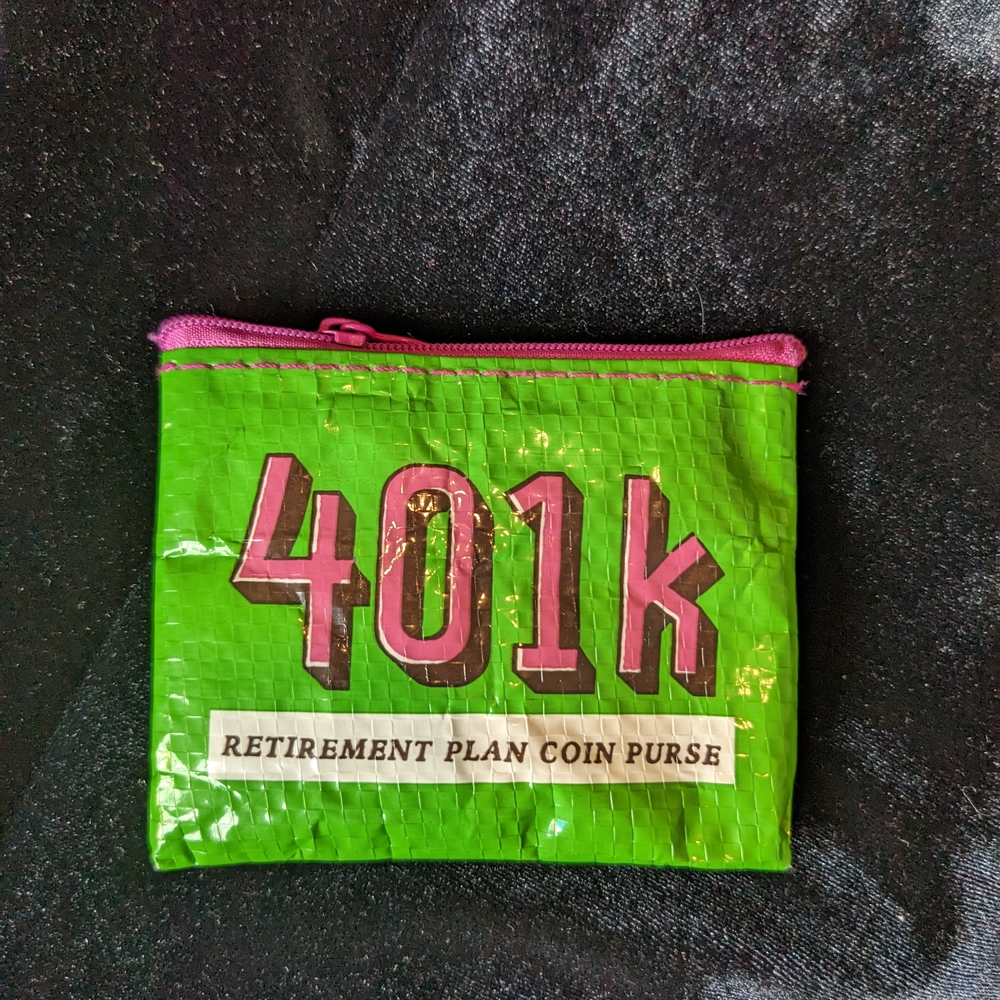 401k
RETIREMENT PLAN COIN PURSE